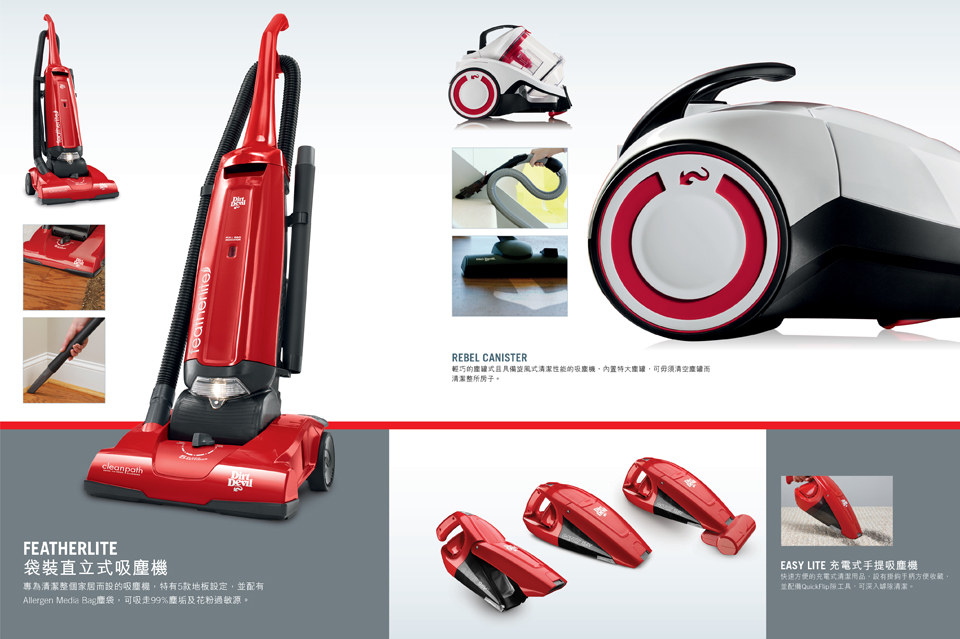 Dirt
Devil
featherlite
cleanpath
Dirt
Devil
REBEL CANISTER
輕巧的塵罐式且具備旋風式清潔性能的吸塵機，內置特大塵罐，可毋須清空塵罐而
清潔整所房子。
FEATHERLITE
袋裝直立式吸塵機
專為清潔整個家居而設的吸塵機，特有5款地板設定，並配有
Allergen Media Bag塵袋，可吸走99%塵垢及花粉過敏源。
EASY LITE 充電式手提吸塵機
快速方便的充電式清潔用品，設有掛鈎手柄方便收藏，
並配備QuickFlip除工具，可深入罅隙清潔。